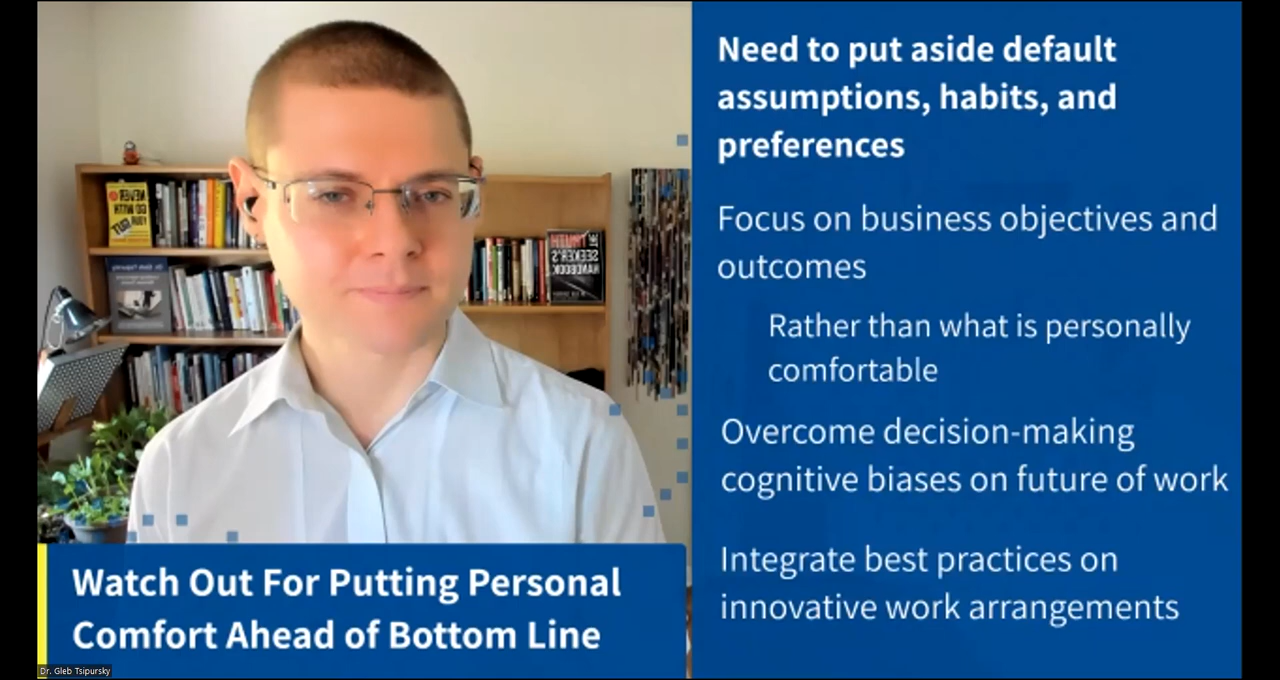 Need to put aside default
assumptions, habits, and
preferences
Focus on business objectives and
outcomes
Rather than what is personally
comfortable
Overcome decision-making
cognitive biases on future of work
Integrate best practices on
innovative work arrangements
NEVER
GO WITH
YOUR
GUT
Dr. Gleb Tsipursky
THE
TRUTH
SEEKER'S
HANDBOOK:
Watch Out For Putting Personal
Comfort Ahead of Bottom Line
Dr. Gleb Tsipursky